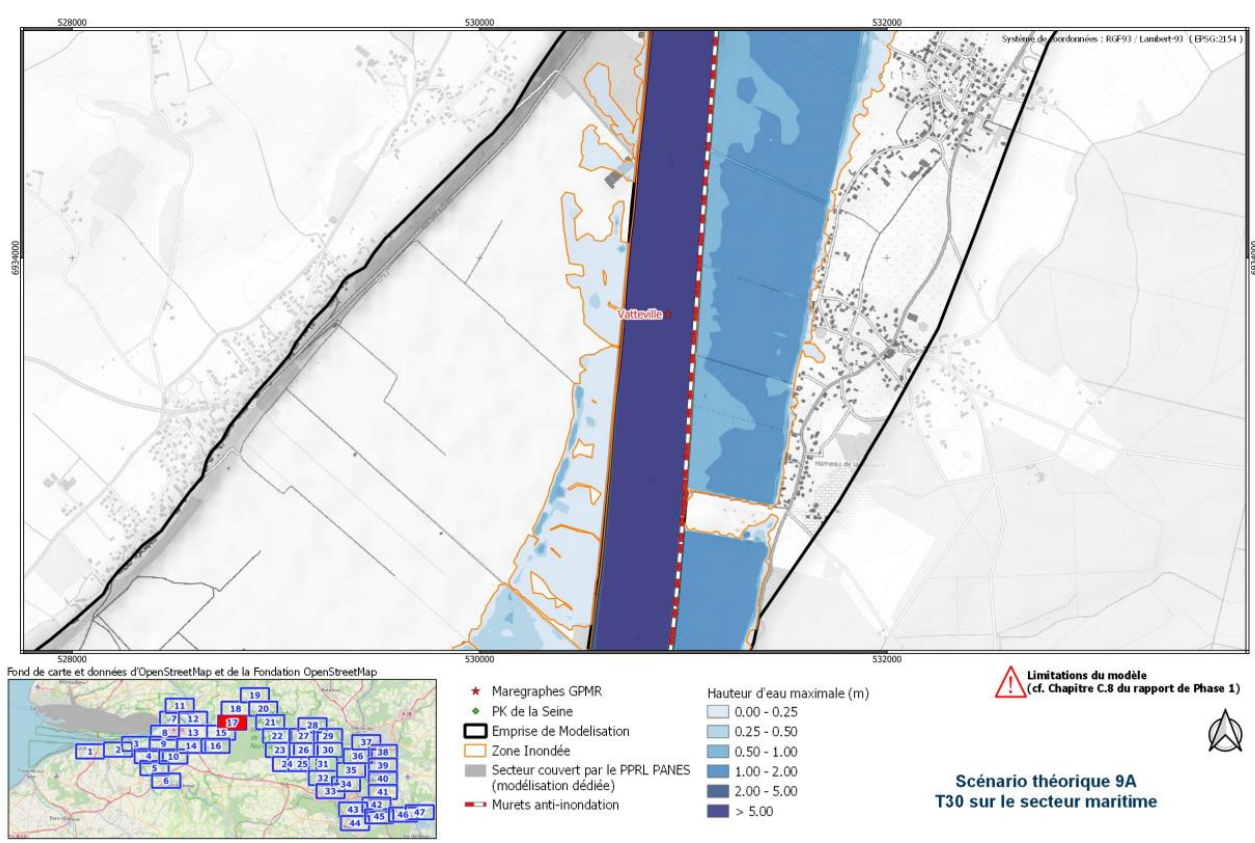 528000
530000
532000
Système de coordonnées : RGF93 / Lambert-93 ( EPSG:2154 )
6934000
6934000
Vatteville
Hameau de la
528000
530000
532000
Fond de carte et données d'OpenStreetMap et de la Fondation OpenStreetMap
19
11
18
20
7
12
17
21
28
8
13
15
22
27
29
37
1
2
3
9
14
16
23
26
30
36
38
4
10
24
25
31
35
39
5
32
34
40
6
33
41
43
42
47
44
45
46
Maregraphes GPMR
PK de la Seine
Emprise de Modelisation
Zone Inondée
Secteur couvert par le PPRL PANES
(modélisation dédiée)
Murets anti-inondation
Hauteur d'eau maximale (m)
0.00 - 0.25
0.25 - 0.50
0.50 - 1.00
1.00 - 2.00
2.00 - 5.00
> 5.00
Limitations du modèle
(cf. Chapitre C.8 du rapport de Phase 1)
Scénario théorique 9A
T30 sur le secteur maritime